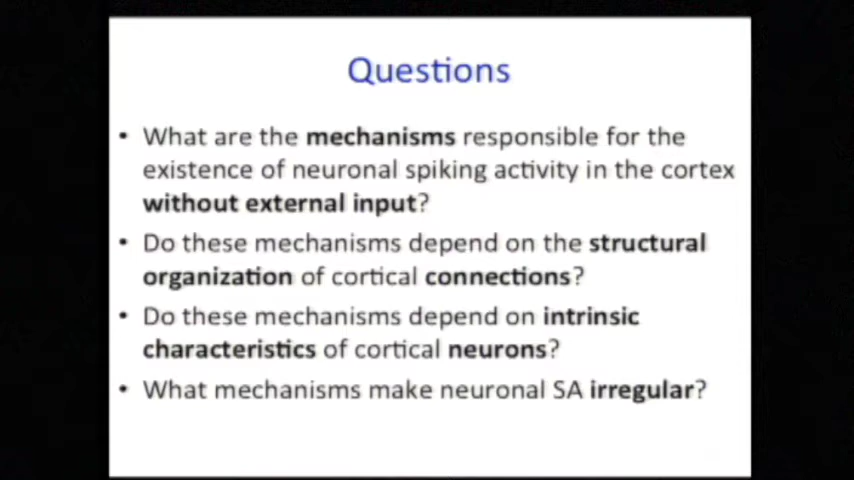 Questions
• What are the mechanisms responsible for the
existence of neuronal spiking activity in the cortex
without external input?
• Do these mechanisms depend on the structural
organization of cortical connections?
• Do these mechanisms depend on intrinsic
characteristics of cortical neurons?
• What mechanisms make neuronal SA irregular?